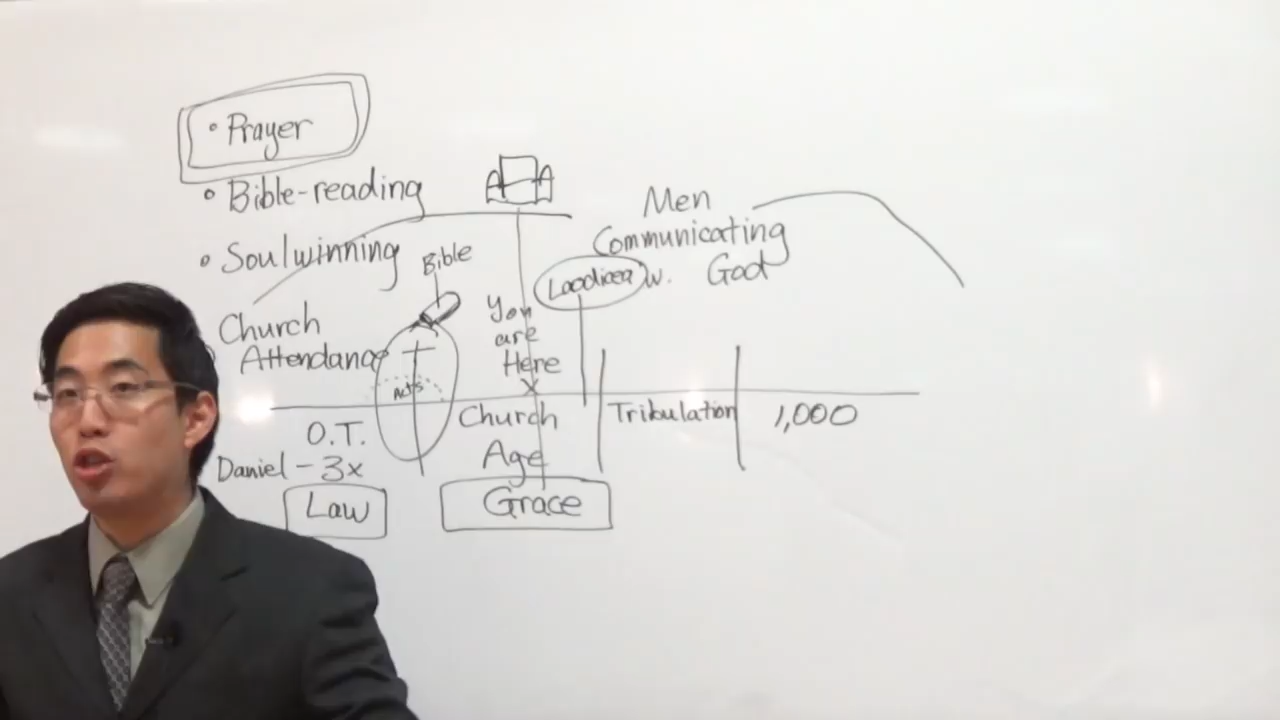 • Prayer
• Bible-reading
• Soulwinning
Church
Attendance
Bible
Acts
You
are
Here
X
Laodicea
Men
Communicating
w. God
O.T.
Daniel - 3x
Law
Church
Age
Grace
Tribulation
1,000